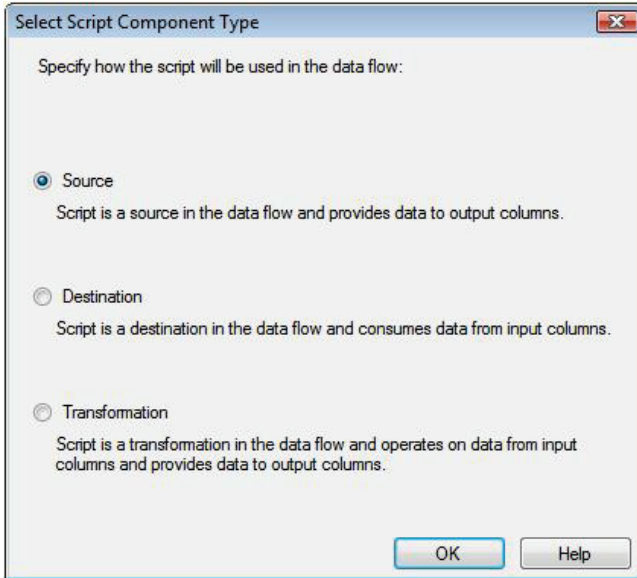 Select Script Component Type
Specify how the script will be used in the data flow:
Source
Script is a source in the data flow and provides data to output columns.
Destination
Script is a destination in the data flow and consumes data from input columns.
Transformation
Script is a transformation in the data flow and operates on data from input
columns and provides data to output columns.
OK Help